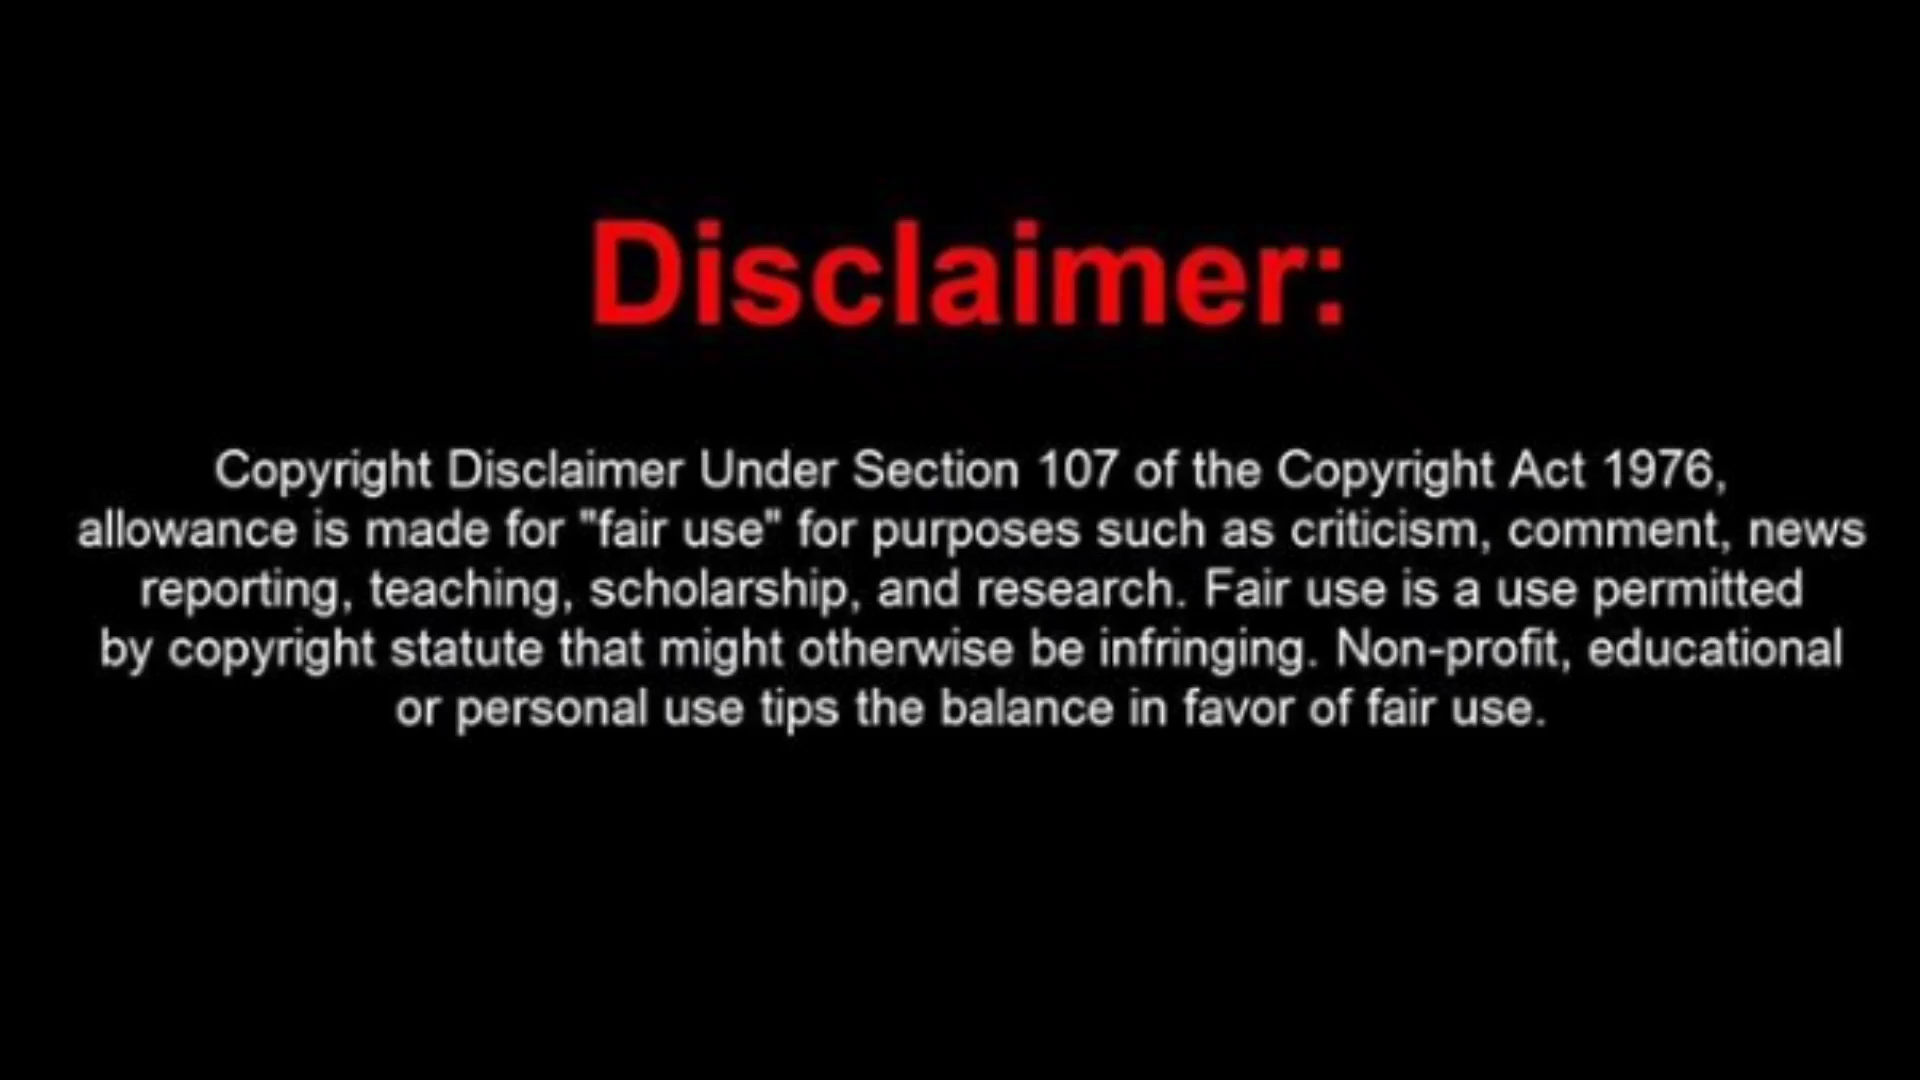 Disclaimer:
Copyright Disclaimer Under Section 107 of the Copyright Act 1976,
allowance is made for "fair use" for purposes such as criticism, comment, news
reporting, teaching, scholarship, and research. Fair use is a use permitted
by copyright statute that might otherwise be infringing. Non-profit, educational
or personal use tips the balance in favor of fair use.